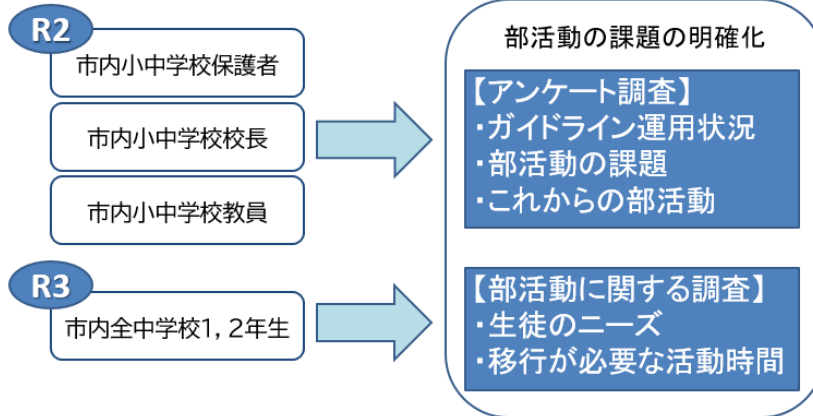 R2
市内小中学校保護者
市内小中学校校長
市内小中学校教員
R3
市内全中学校1，2年生
部活動の課題の明確化
【アンケート調査】
・ガイドライン運用状況
・部活動の課題
・これからの部活動
【部活動に関する調査】
・生徒のニーズ
・移行が必要な活動時間